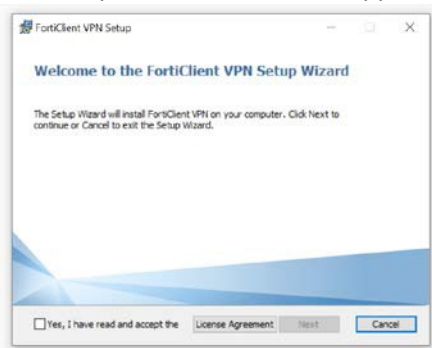 FortiClient VPN Setup
Welcome to the FortiClient VPN Setup Wizard
The Setup Wizard will install FortiClient VPN on your computer. Click Next to
continue or Cancel to exit the Setup Wizard.
Yes, I have read and accept the License Agreement Next Cancel